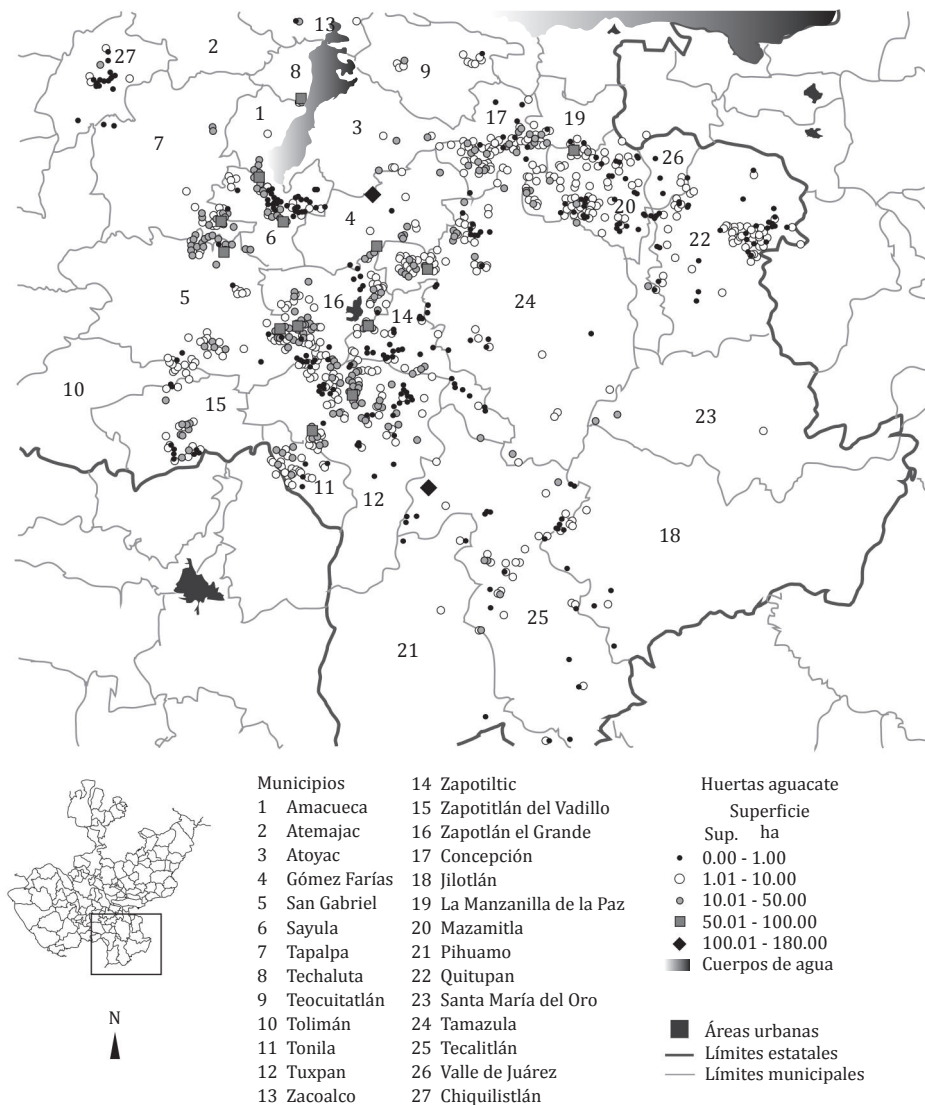 13
2
27
8
9
1
3
17
19
7
26
4
20
6
22
5
16
24
14
10
23
15
11
12
18
25
21
N
Municipios
1 Amacueca
2 Atemajac
3 Atoyac
4 Gómez Farías
5 San Gabriel
6 Sayula
7 Tapalpa
8 Techaluta
9 Teocuitatlán
10 Tolimán
11 Tonila
12 Tuxpan
13 Zacoalco
14 Zapotiltic
15 Zapotitlán del Vadillo
16 Zapotlán el Grande
17 Concepción
18 Jilotlán
19 La Manzanilla de la Paz
20 Mazamitla
21 Pihuamo
22 Quitupan
23 Santa María del Oro
24 Tamazula
25 Tecalitlán
26 Valle de Juárez
27 Chiquilistlán
Huertas aguacate
Superficie
Sup. ha
0.00 - 1.00
1.01 - 10.00
10.01 - 50.00
50.01 - 100.00
100.01 - 180.00
Cuerpos de agua
Áreas urbanas
Límites estatales
Límites municipales